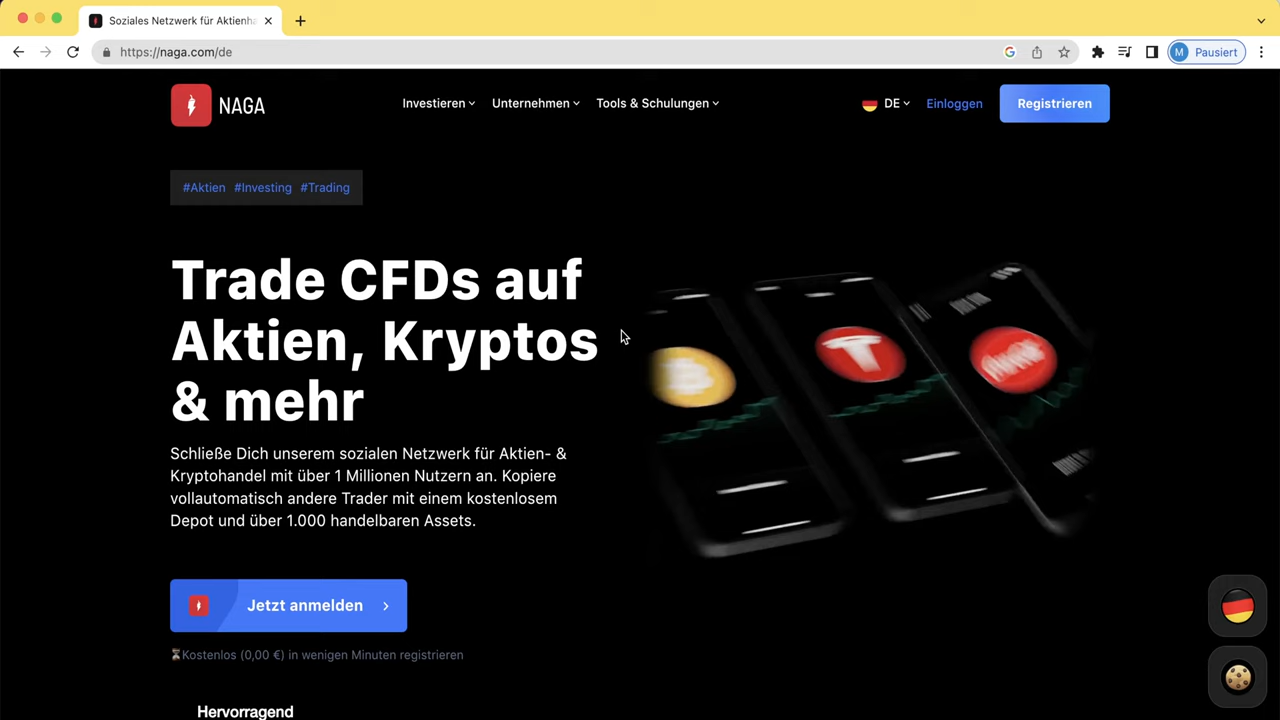 Soziales Netzwerk für Aktienha
https://naga.com/de
M Pausiert
NAGA
Investieren
Unternehmen
Tools & Schulungen
DE
Einloggen
Registrieren
#Aktien #Investing #Trading
Trade CFDs auf
Aktien, Kryptos
& mehr
Schließe Dich unserem sozialen Netzwerk für Aktien- &
Kryptohandel mit über 1 Millionen Nutzern an. Kopiere
vollautomatisch andere Trader mit einem kostenlosem
Depot und über 1.000 handelbaren Assets.
Jetzt anmelden
⌛Kostenlos (0,00 €) in wenigen Minuten registrieren
Hervorragend